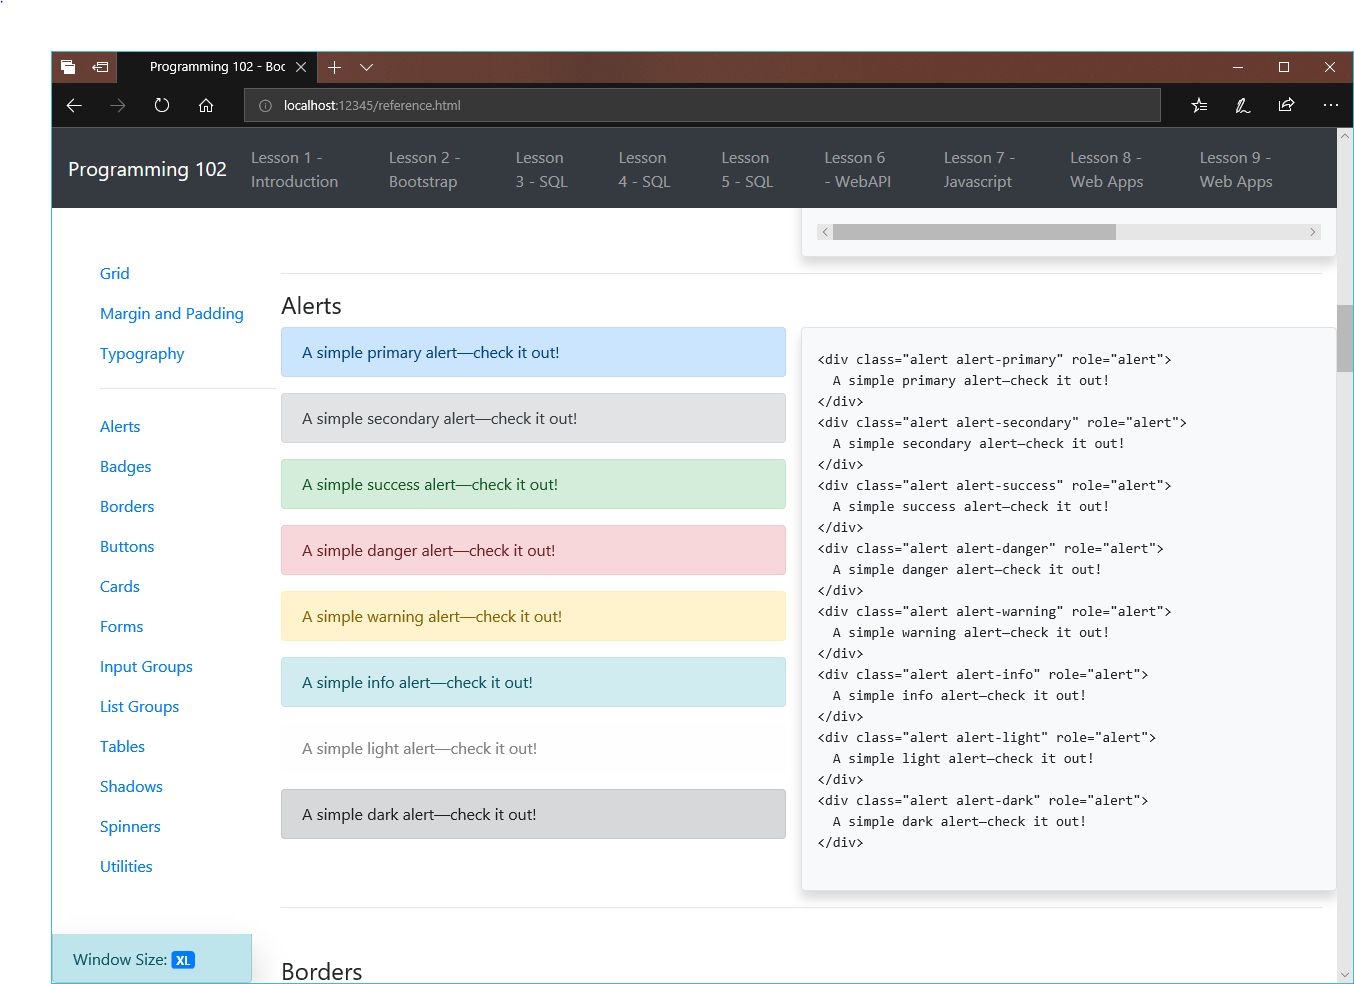 Programming 102 - Boc
localhost:12345/reference.html
Programming 102
Lesson 1 -
Introduction
Lesson 2 -
Bootstrap
Lesson
3 - SQL
Lesson
4 - SQL
Lesson
5 - SQL
Lesson 6
- WebAPI
Lesson 7 -
Javascript
Lesson 8 -
Web Apps
Lesson 9 -
Web Apps
Grid
Margin and Padding
Typography
Alerts
Badges
Borders
Buttons
Cards
Forms
Input Groups
List Groups
Tables
Shadows
Spinners
Utilities
Window Size: XL
Alerts
A simple primary alert—check it out!
A simple secondary alert—check it out!
A simple success alert—check it out!
A simple danger alert—check it out!
A simple warning alert—check it out!
A simple info alert—check it out!
A simple light alert—check it out!
A simple dark alert—check it out!
<div class="alert alert-primary" role="alert">
  A simple primary alert—check it out!
</div>
<div class="alert alert-secondary" role="alert">
  A simple secondary alert—check it out!
</div>
<div class="alert alert-success" role="alert">
  A simple success alert—check it out!
</div>
<div class="alert alert-danger" role="alert">
  A simple danger alert—check it out!
</div>
<div class="alert alert-warning" role="alert">
  A simple warning alert—check it out!
</div>
<div class="alert alert-info" role="alert">
  A simple info alert—check it out!
</div>
<div class="alert alert-light" role="alert">
  A simple light alert—check it out!
</div>
<div class="alert alert-dark" role="alert">
  A simple dark alert—check it out!
</div>
Borders